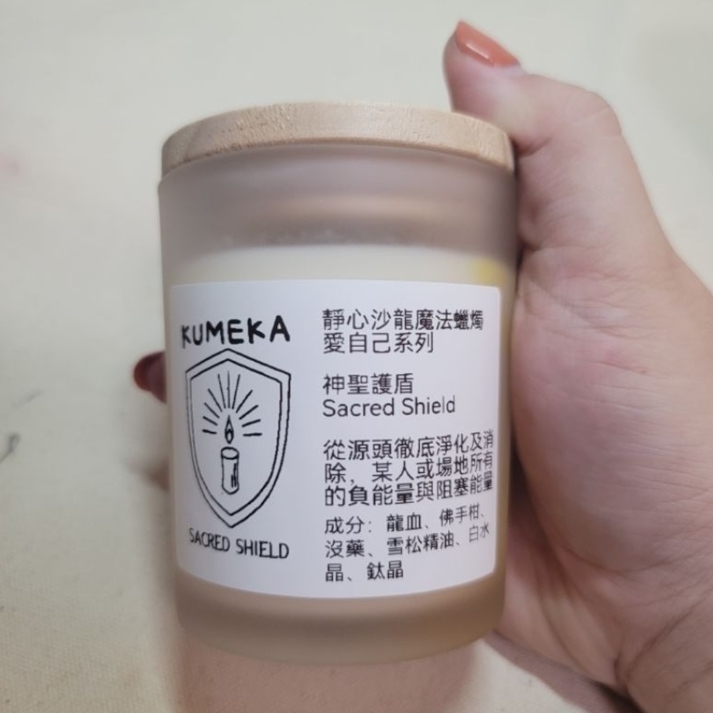 KUMEKA
SACRED SHIELD
靜心沙龍魔法蠟燭
愛自己系列
神聖護盾
Sacred Shield
從源頭徹底淨化及消
除，某人或場地所有
的負能量與阻塞能量
成分：龍血、佛手柑、
沒藥、雪松精油、白水
晶、鈦晶